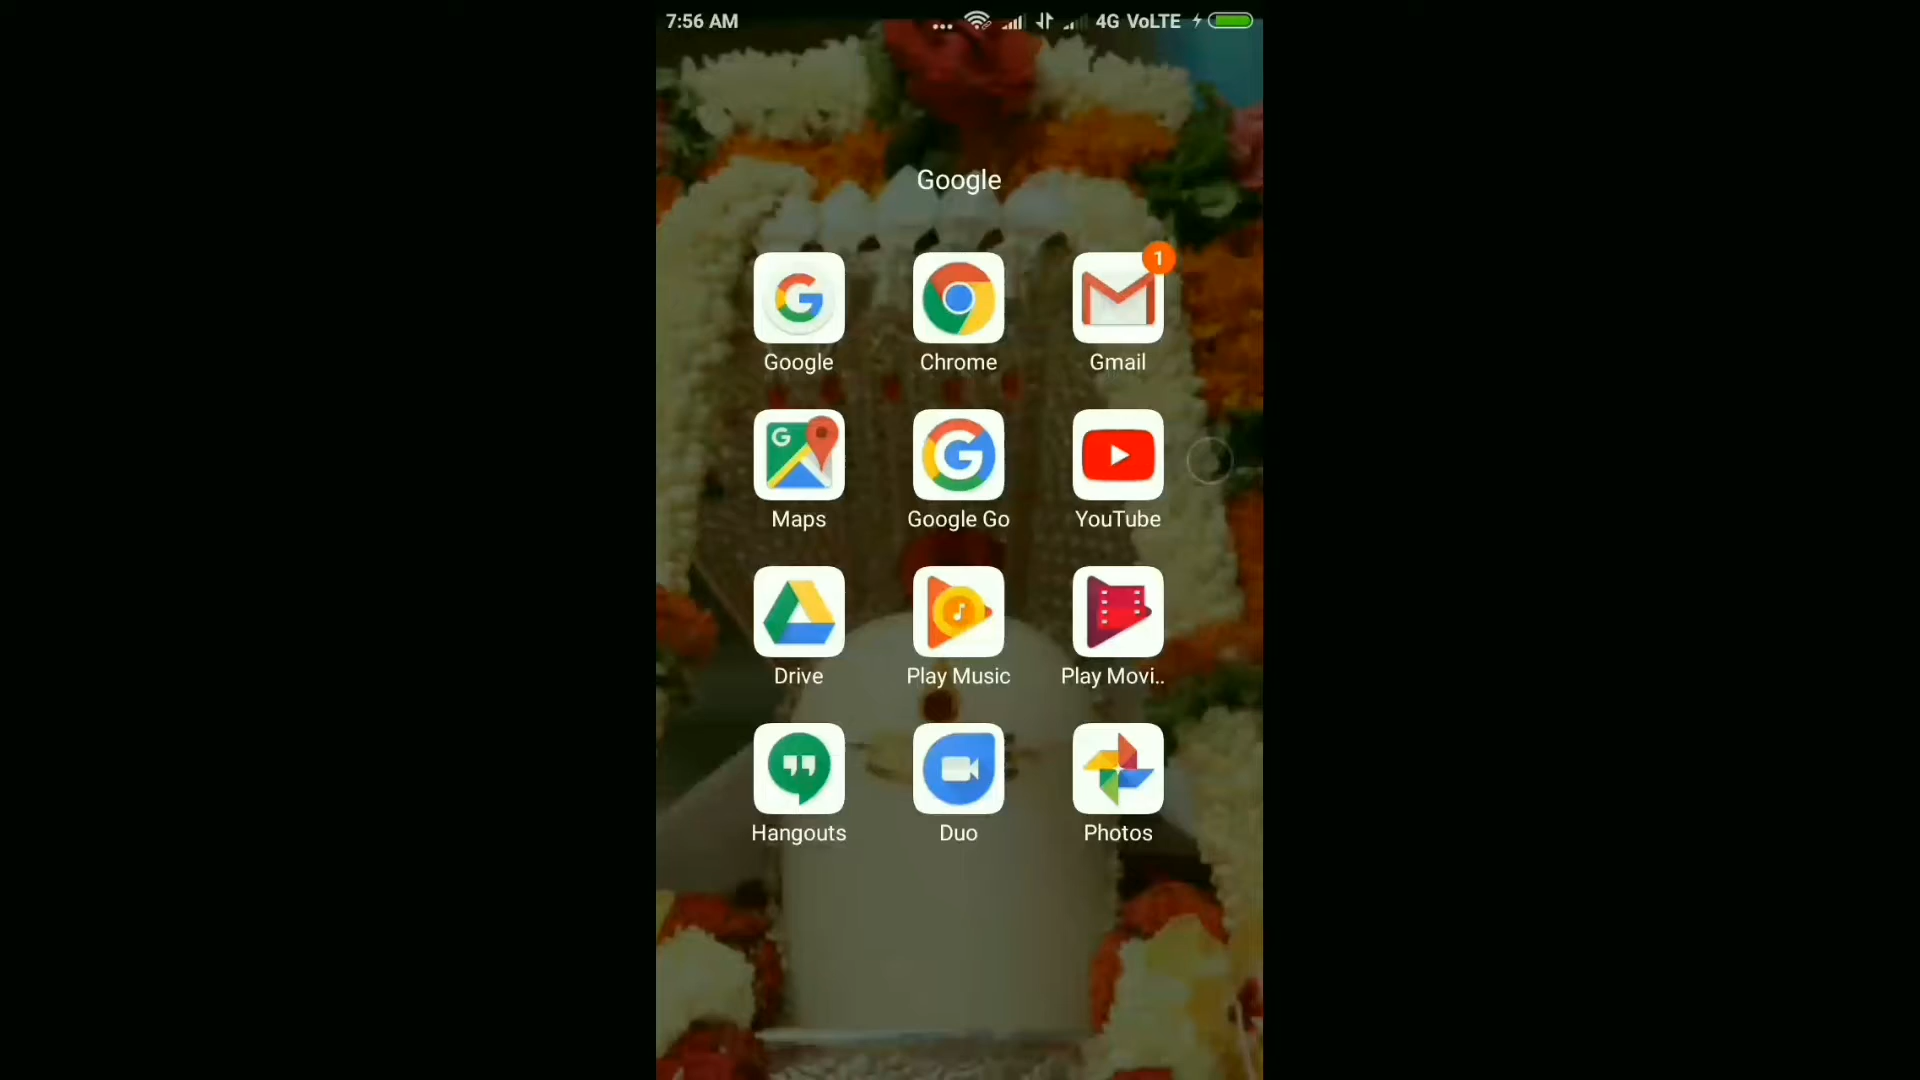 7:56 AM ... 4G VoLTE
Google
1
Google Chrome Gmail
Maps Google Go YouTube
Drive Play Music Play Movi..
Hangouts Duo Photos